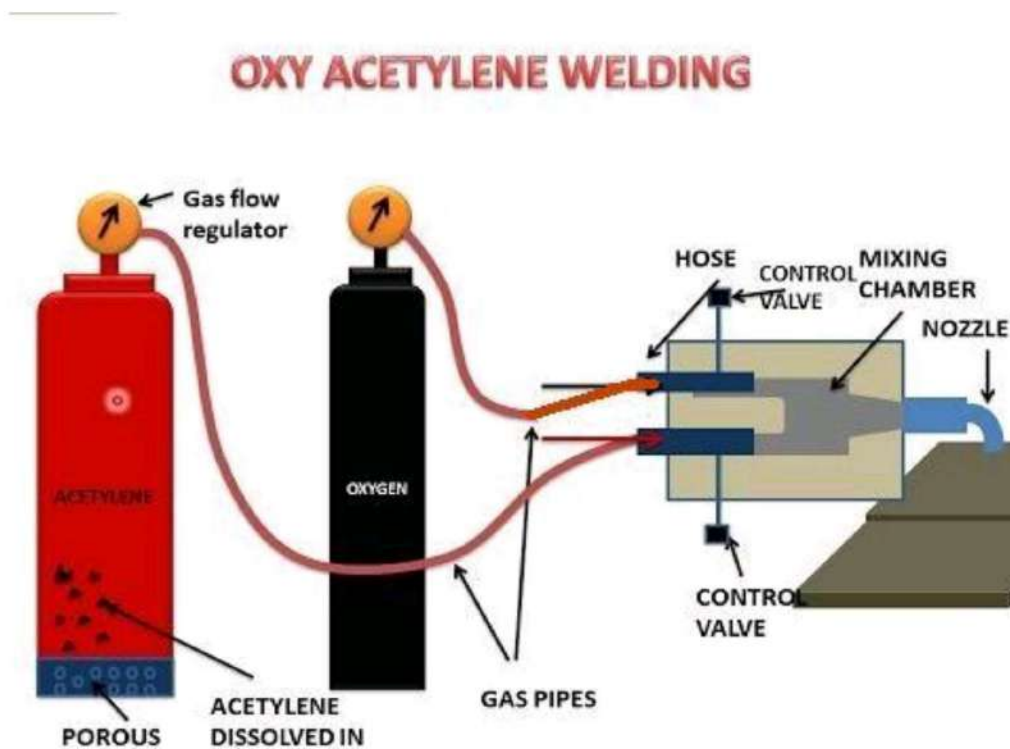 OXY ACETYLENE WELDING
Gas flow
regulator
HOSE
CONTROL
VALVE
MIXING
CHAMBER
NOZZLE
ACETYLENE
OXYGEN
CONTROL
VALVE
GAS PIPES
ACETYLENE
DISSOLVED IN
POROUS